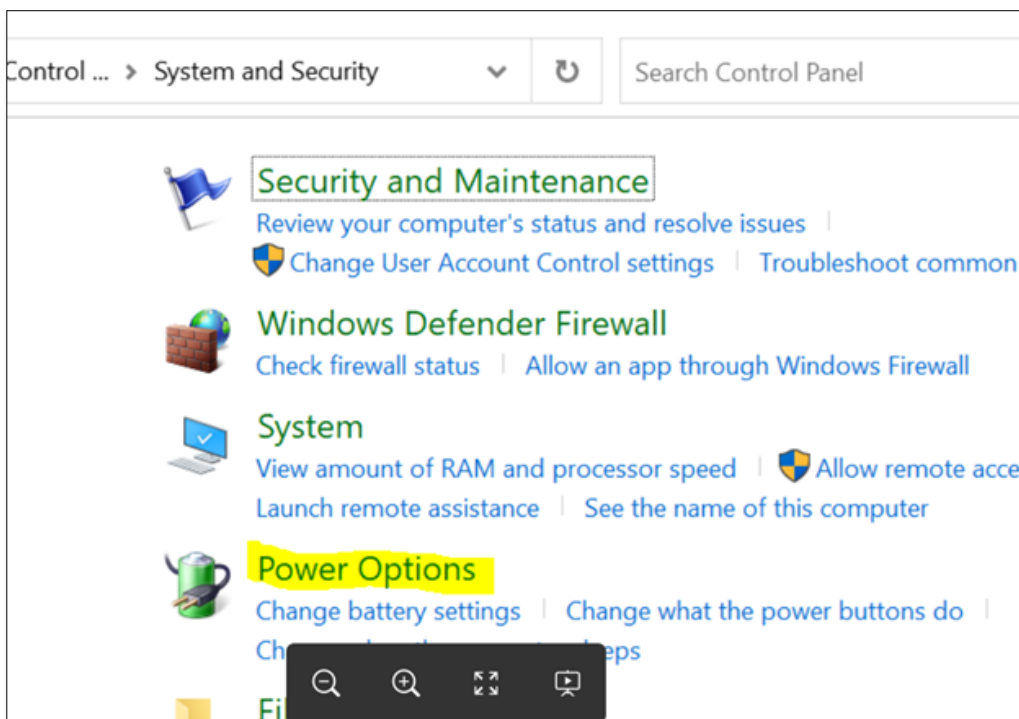 Control ... > System and Security
Search Control Panel
Security and Maintenance
Review your computer's status and resolve issues
Change User Account Control settings | Troubleshoot common
Windows Defender Firewall
Check firewall status | Allow an app through Windows Firewall
System
View amount of RAM and processor speed | Allow remote acce
Launch remote assistance | See the name of this computer
Power Options
Change battery settings | Change what the power buttons do